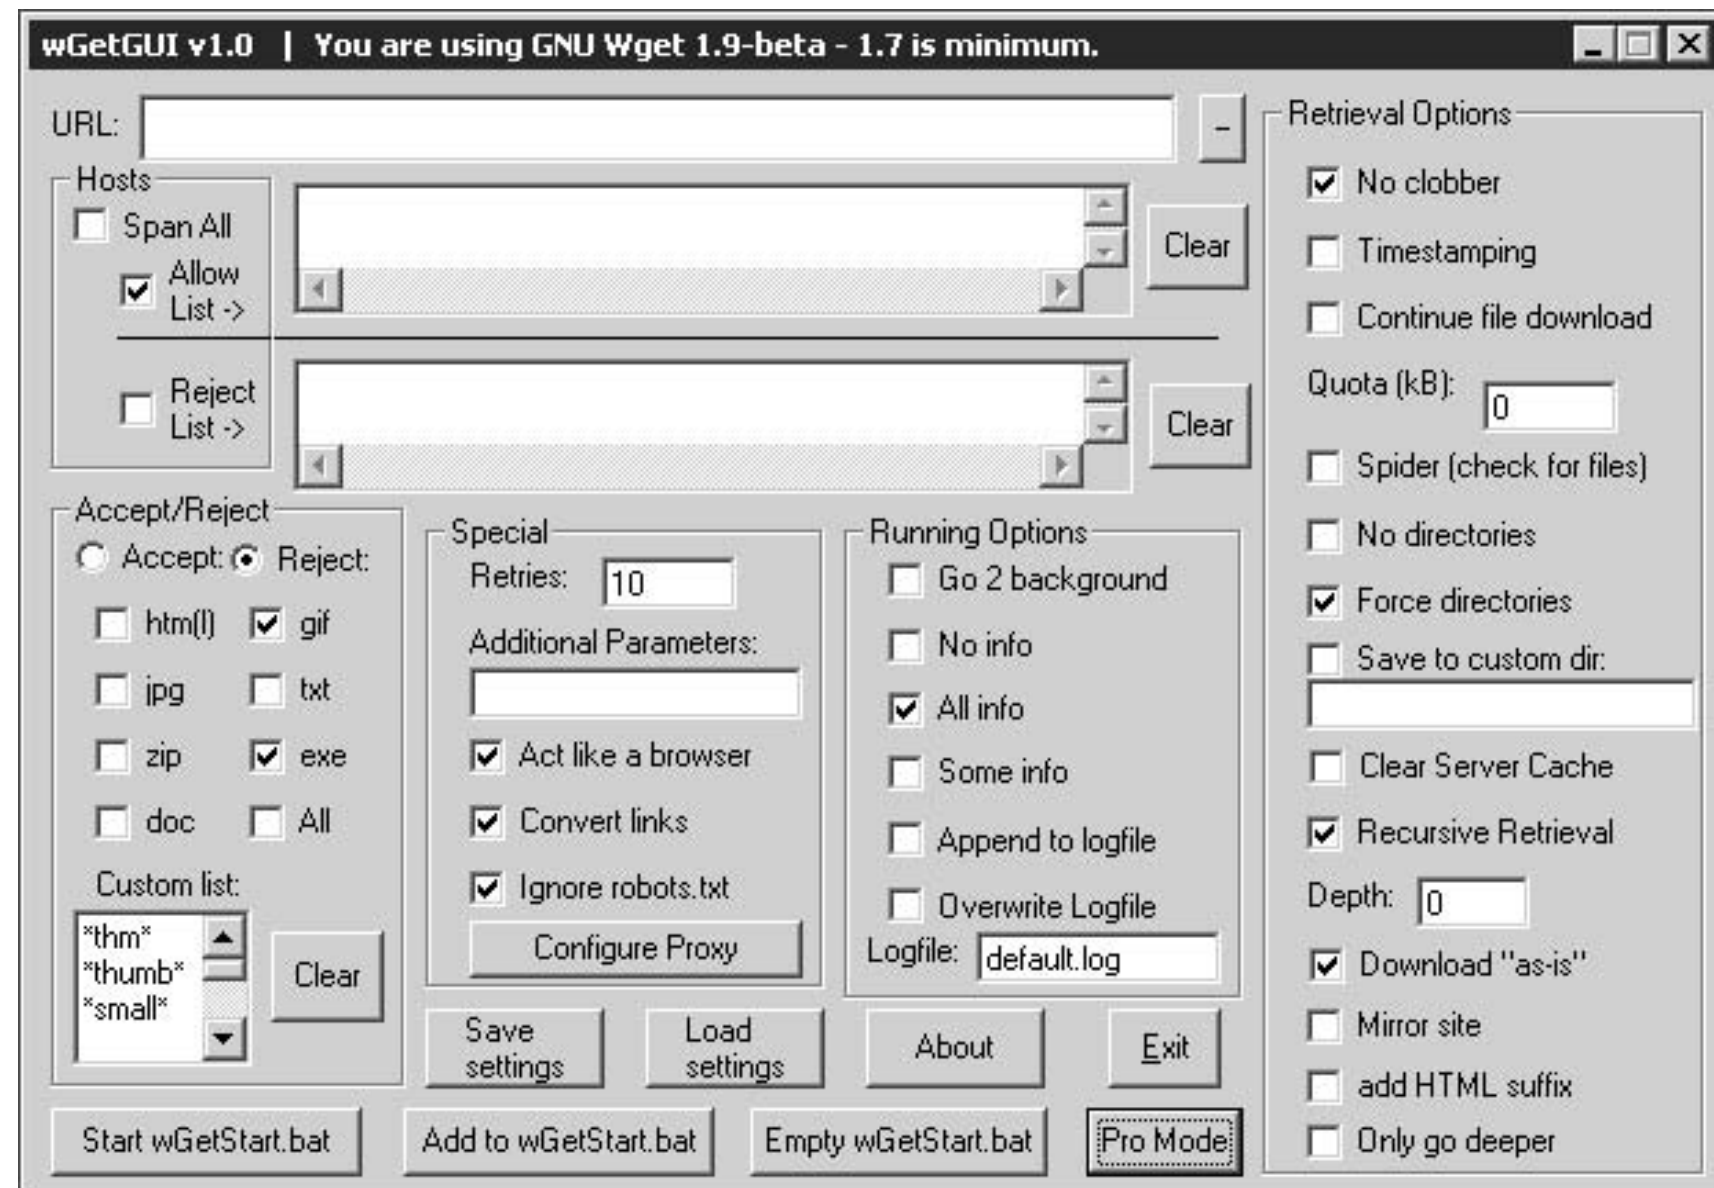 wGetGUI v1.0 | You are using GNU Wget 1.9-beta - 1.7 is minimum.
URL:
-
Hosts
Span All
Allow
List ->
Clear
Reject
List ->
Clear
Accept/Reject
Accept: Reject:
htm(l) gif
jpg txt
zip exe
doc All
Custom list:
*thm*
*thumb*
*small*
Clear
Special
Retries: 10
Additional Parameters:
Act like a browser
Convert links
Ignore robots.txt
Configure Proxy
Running Options
Go 2 background
No info
All info
Some info
Append to logfile
Overwrite Logfile
Logfile: default.log
Retrieval Options
No clobber
Timestamping
Continue file download
Quota (kB): 0
Spider (check for files)
No directories
Force directories
Save to custom dir:
Clear Server Cache
Recursive Retrieval
Depth: 0
Download "as-is"
Mirror site
add HTML suffix
Only go deeper
Save
settings
Load
settings
About
Exit
Start wGetStart.bat
Add to wGetStart.bat
Empty wGetStart.bat
Pro Mode